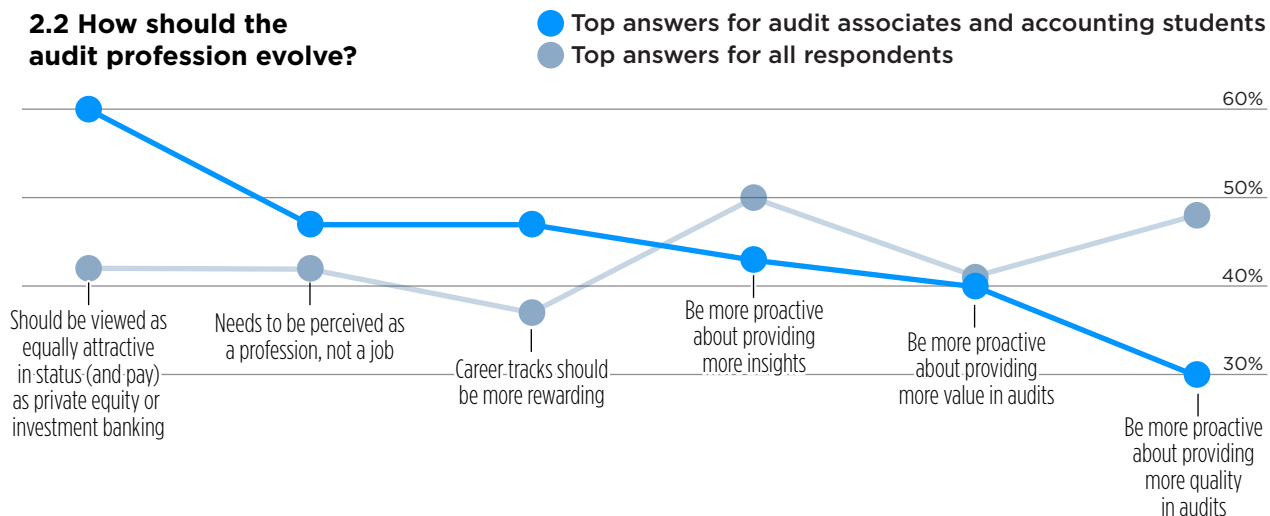 2.2 How should the
audit profession evolve?
Top answers for audit associates and accounting students
Top answers for all respondents
60%
50%
40%
30%
Should be viewed as
equally attractive
in status (and pay)
as private equity or
investment banking
Needs to be perceived as
a profession, not a job
Career tracks should
be more rewarding
Be more proactive
about providing
more insights
Be more proactive
about providing
more value in audits
Be more proactive
about providing
more quality
in audits